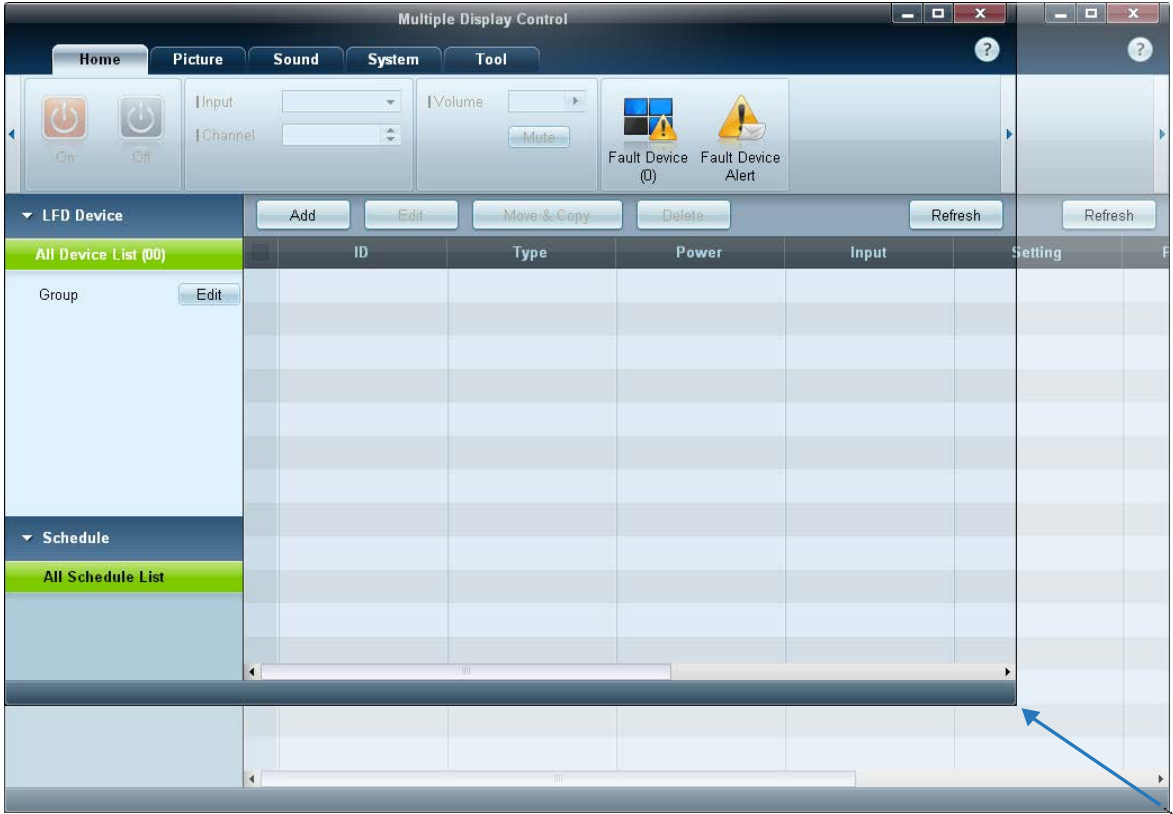 Multiple Display Control
Home Picture Sound System Tool
Input
Volume
Channel
Mute
On Off
Fault Device (0)
Fault Device Alert
LFD Device
Add Edit Move & Copy Delete Refresh Refresh
All Device List (00)
ID Type Power Input Setting
Group Edit
Schedule
All Schedule List